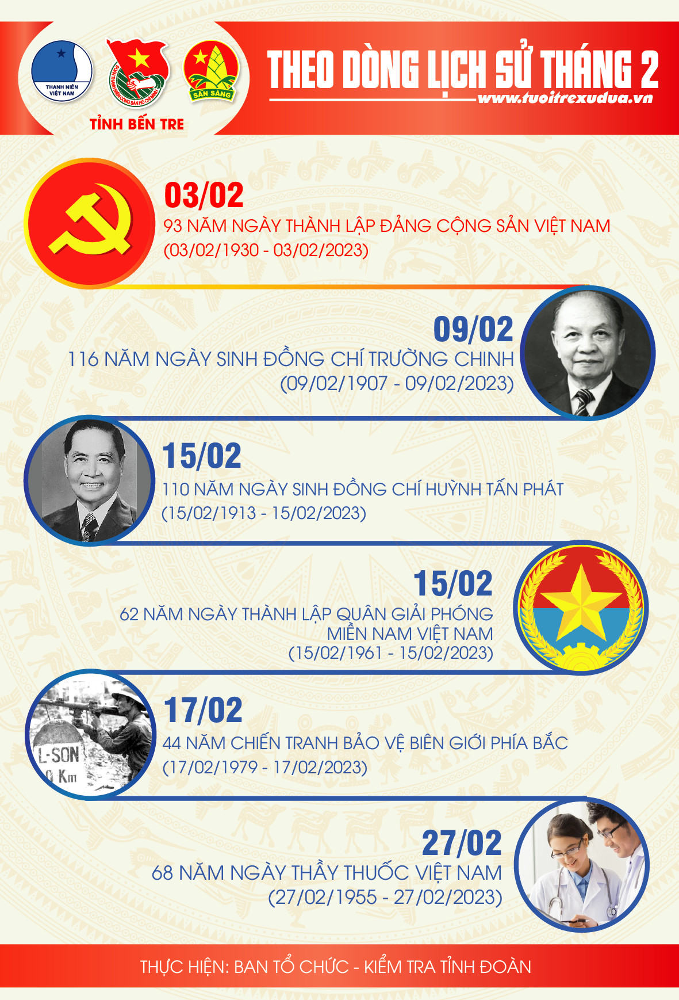 THANH NIÊN
VIỆT NAM
ĐOÀN THANH NIÊN CỘNG SẢN HỒ CHÍ MINH
SẴN SÀNG
TỈNH BẾN TRE
THEO DÒNG LỊCH SỬ THÁNG 2
www.tuoitrexudua.vn
03/02
93 NĂM NGÀY THÀNH LẬP ĐẢNG CỘNG SẢN VIỆT NAM
(03/02/1930 - 03/02/2023)
09/02
116 NĂM NGÀY SINH ĐỒNG CHÍ TRƯỜNG CHINH
(09/02/1907 - 09/02/2023)
15/02
110 NĂM NGÀY SINH ĐỒNG CHÍ HUỲNH TẤN PHÁT
(15/02/1913 - 15/02/2023)
15/02
62 NĂM NGÀY THÀNH LẬP QUÂN GIẢI PHÓNG
MIỀN NAM VIỆT NAM
(15/02/1961 - 15/02/2023)
17/02
44 NĂM CHIẾN TRANH BẢO VỆ BIÊN GIỚI PHÍA BẮC
(17/02/1979 - 17/02/2023)
L-SON
0 Km
27/02
68 NĂM NGÀY THẦY THUỐC VIỆT NAM
(27/02/1955 - 27/02/2023)
THỰC HIỆN: BAN TỔ CHỨC - KIỂM TRA TỈNH ĐOÀN